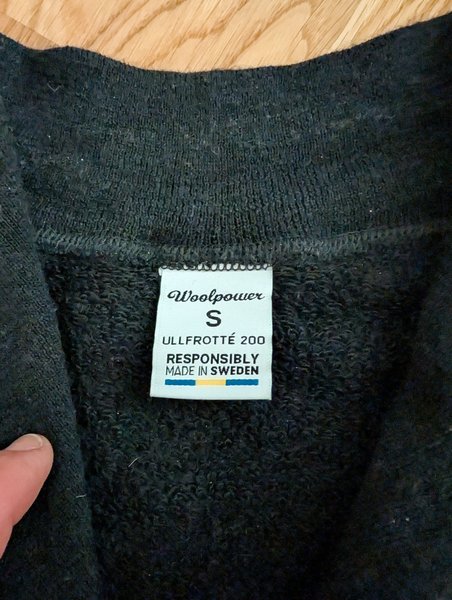 Woolpower
S
ULLFROTTÉ 200
RESPONSIBLY
MADE IN SWEDEN